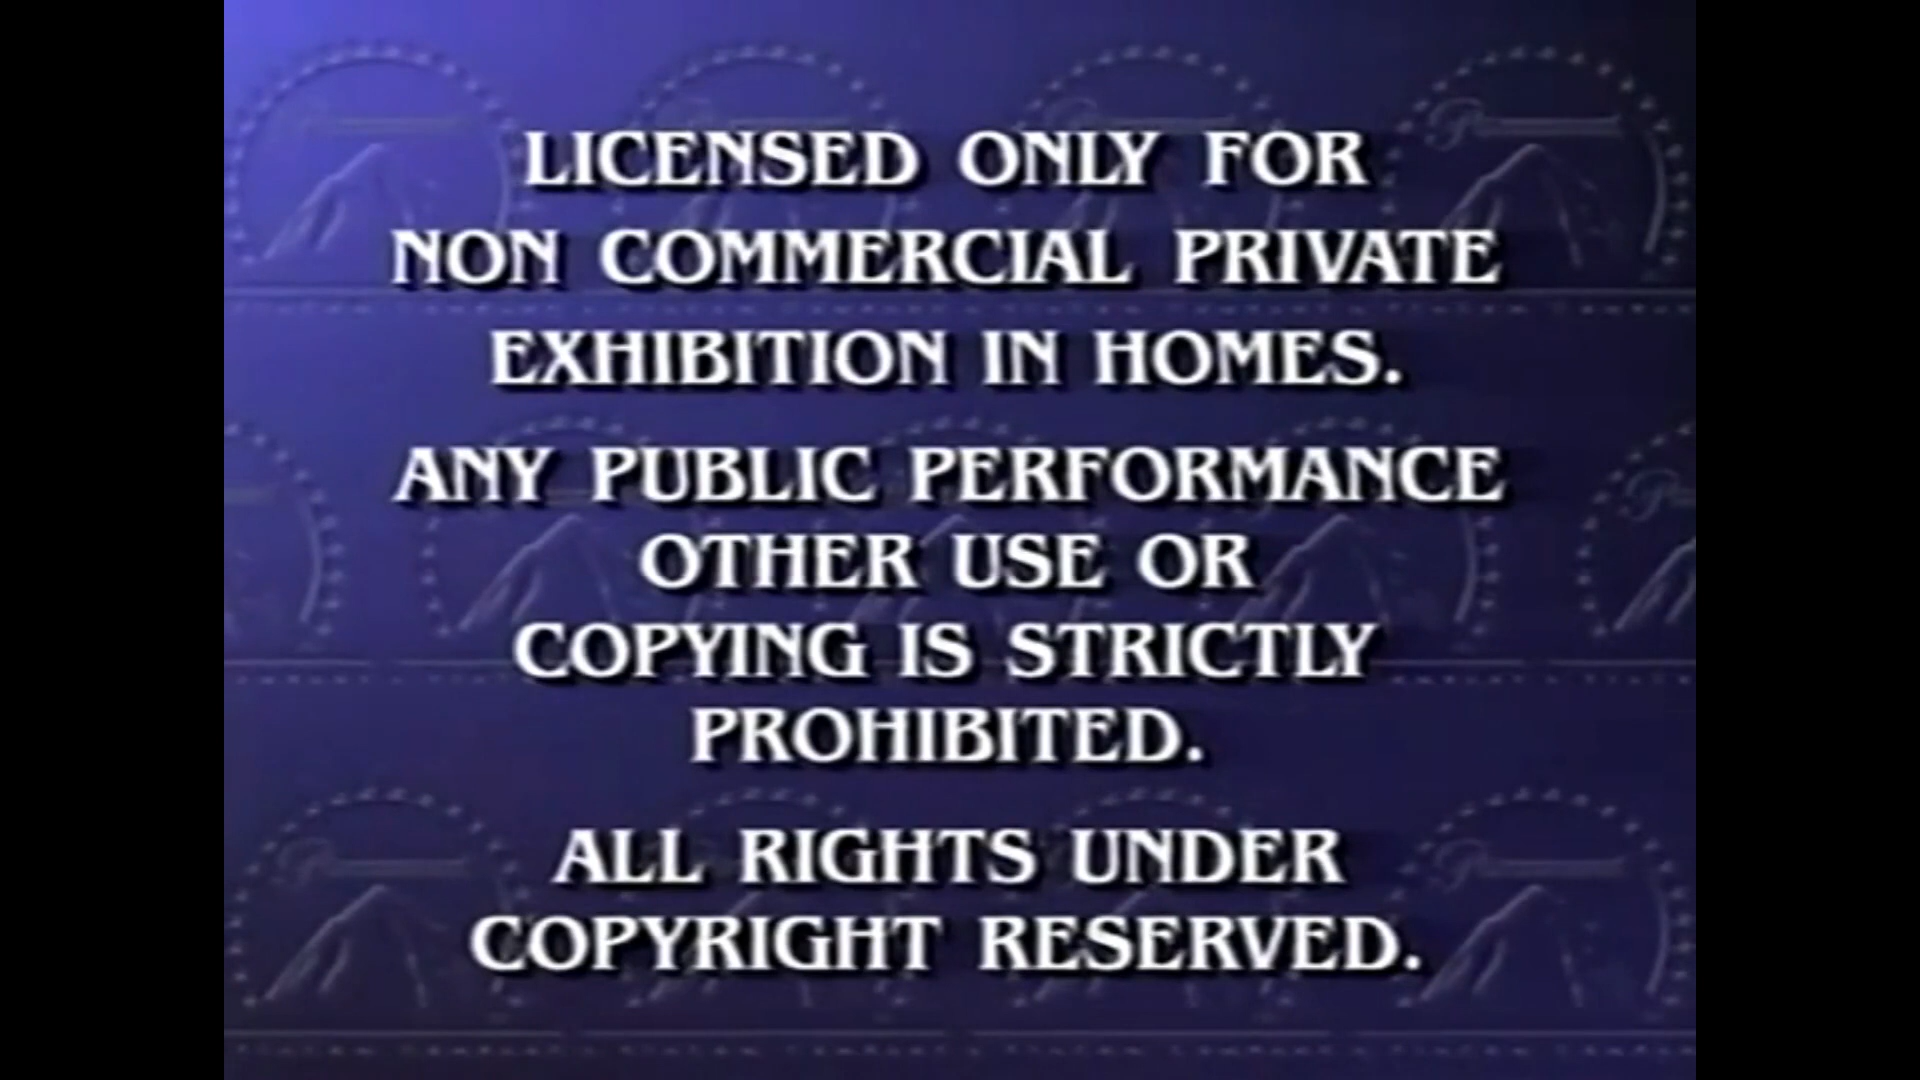 LICENSED ONLY FOR
NON COMMERCIAL PRIVATE
EXHIBITION IN HOMES.
ANY PUBLIC PERFORMANCE
OTHER USE OR
COPYING IS STRICTLY
PROHIBITED.
ALL RIGHTS UNDER
COPYRIGHT RESERVED.